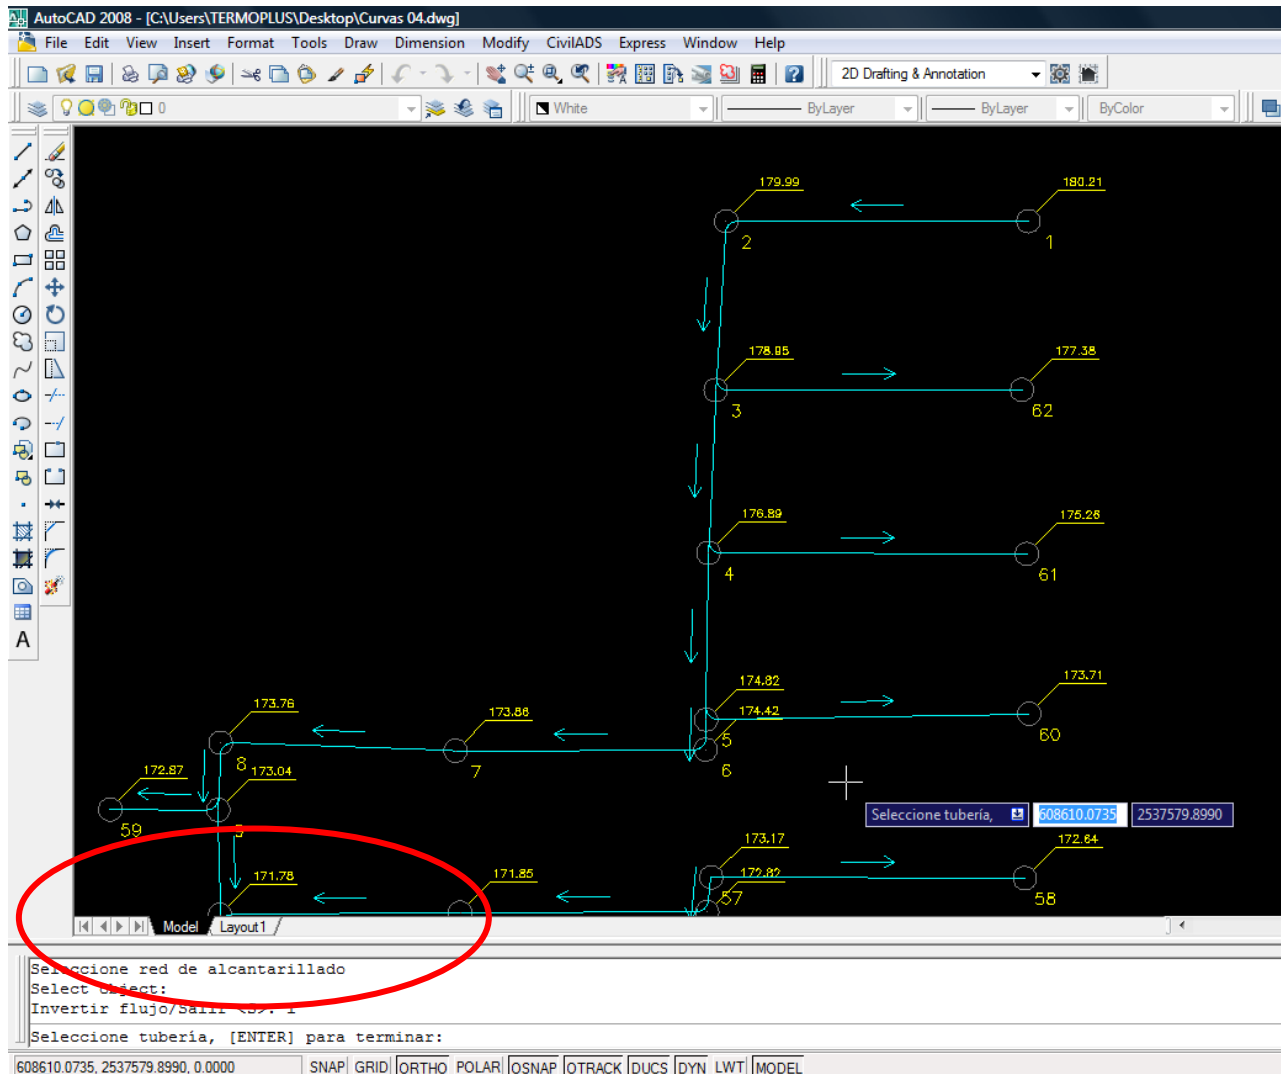 AutoCAD 2008 - [C:\Users\TERMOPLUS\Desktop\Curvas 04.dwg]
File Edit View Insert Format Tools Draw Dimension Modify CivilADS Express Window Help
2D Drafting & Annotation
0 White ByLayer ByLayer ByColor
179.99 180.21
2 1
178.95 177.38
3 62
176.89 175.28
4 61
174.82 173.71
173.76 173.86 174.42
5 60
8 7 6
172.87 173.04
59
Seleccione tubería, 608610.0735 2537579.8990
173.17 172.64
171.78 171.85 172.82
57 58
Model Layout1
Seleccione red de alcantarillado
Select object:
Invertir flujo/Salir <S>: I
Seleccione tubería, [ENTER] para terminar:
608610.0735, 2537579.8990, 0.0000 SNAP GRID ORTHO POLAR OSNAP OTRACK DUCS DYN LWT MODEL
A